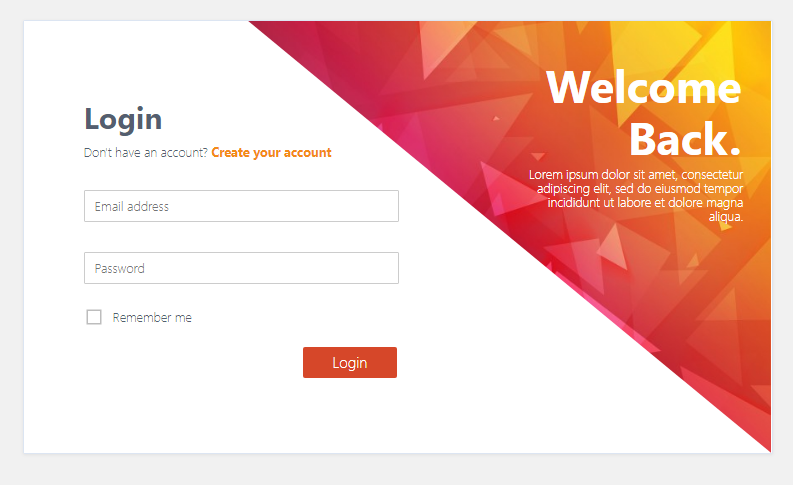 Login
Don't have an account? Create your account
Email address
Password
Remember me
Login
Welcome
Back.
Lorem ipsum dolor sit amet, consectetur
adipiscing elit, sed do eiusmod tempor
incididunt ut labore et dolore magna
aliqua.